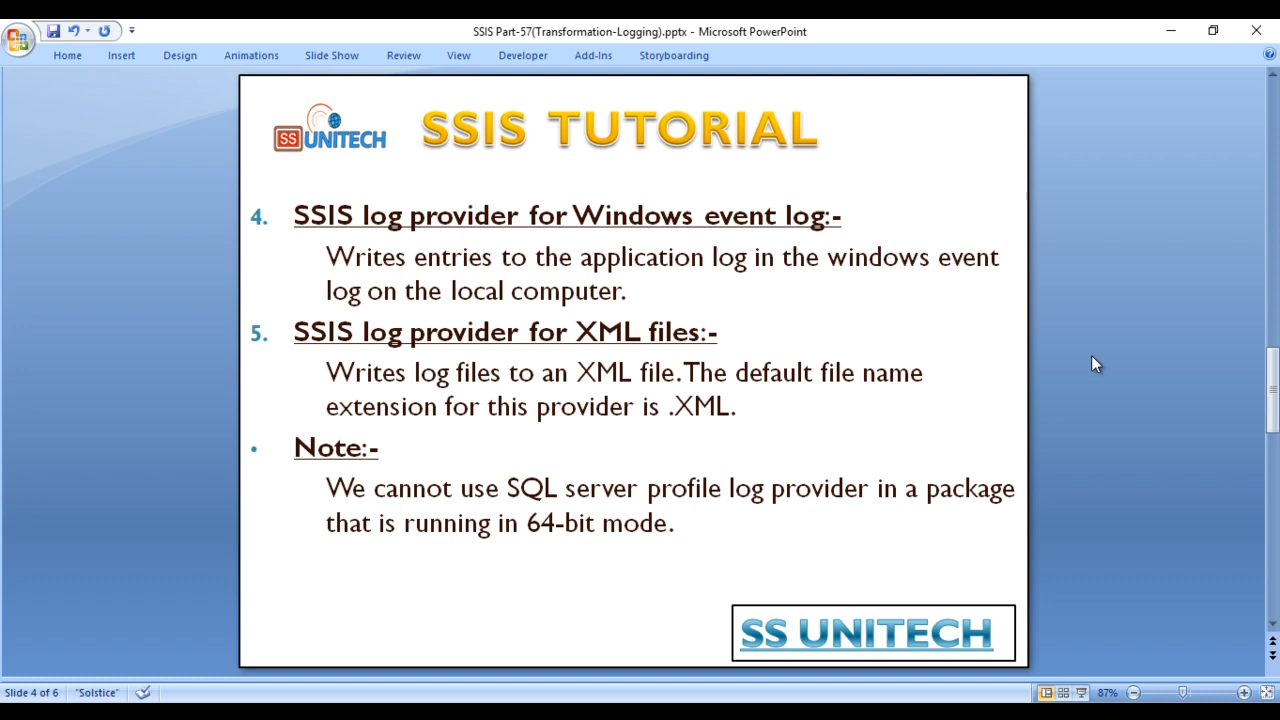 SSIS Part-57(Transformation-Logging).pptx - Microsoft PowerPoint
Home Insert Design Animations Slide Show Review View Developer Add-Ins Storyboarding
SS UNITECH
SSIS TUTORIAL
4. SSIS log provider for Windows event log:-
Writes entries to the application log in the windows event
log on the local computer.
5. SSIS log provider for XML files:-
Writes log files to an XML file. The default file name
extension for this provider is .XML.
• Note:-
We cannot use SQL server profile log provider in a package
that is running in 64-bit mode.
SS UNITECH
Slide 4 of 6 "Solstice" 87%